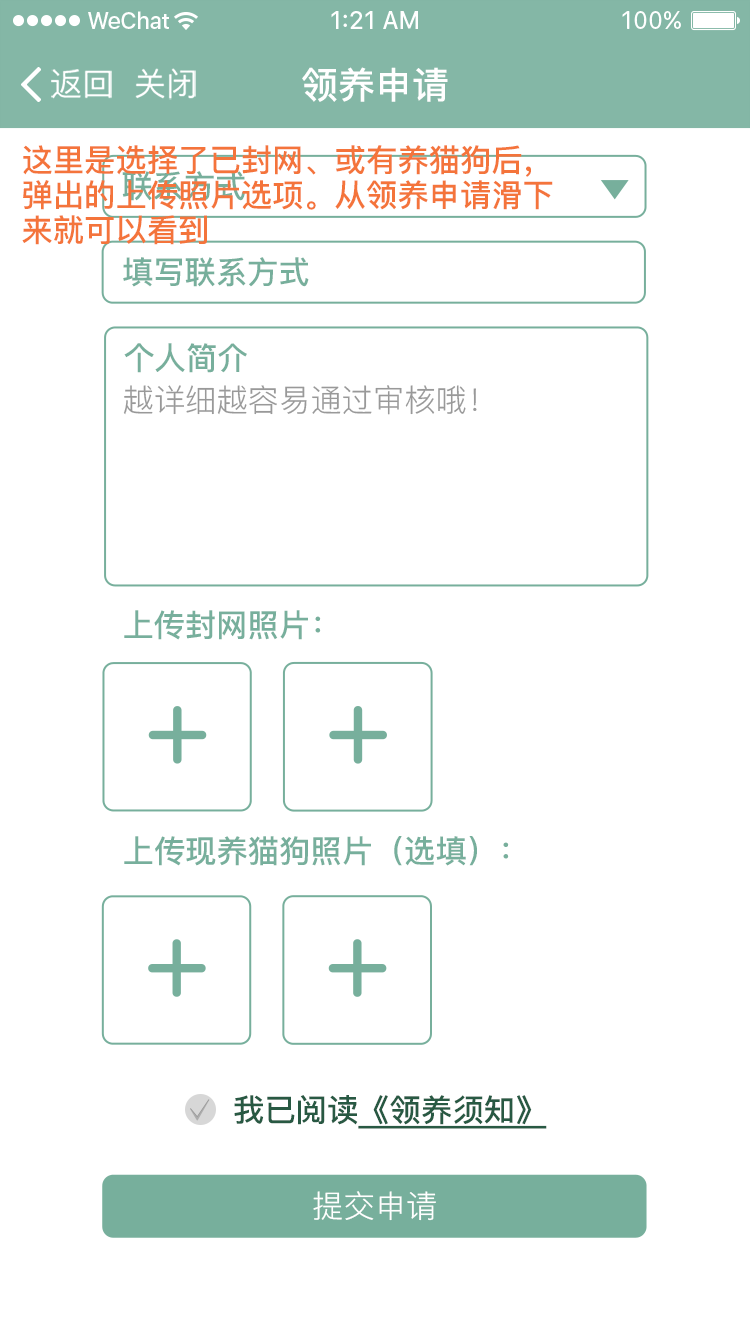 WeChat 1:21 AM 100%
返回 关闭 领养申请
这里是选择了已封网、或有养猫狗后，
弹出的上传照片选项。从领养申请滑下
来就可以看到
联系方式
填写联系方式
个人简介
越详细越容易通过审核哦！
上传封网照片：
上传现养猫狗照片（选填）：
我已阅读《领养须知》
提交申请